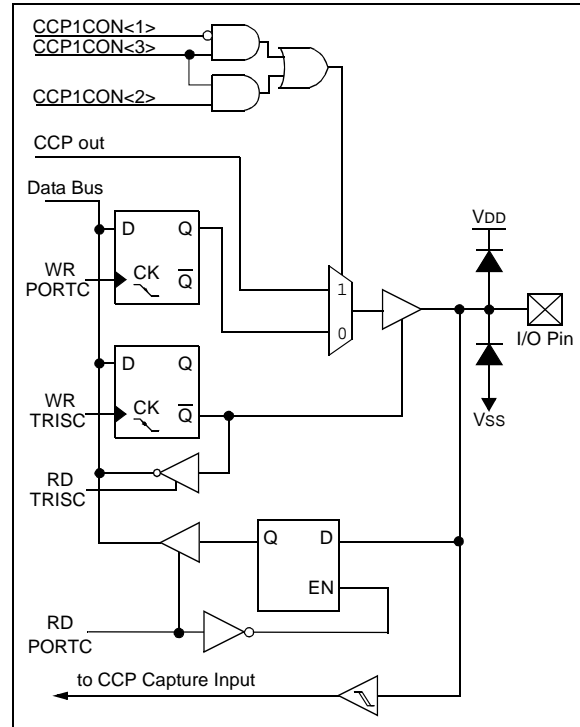 CCP1CON<1>
CCP1CON<3>
CCP1CON<2>
CCP out
Data Bus
D Q
WR
PORTC
CK
Q
1
0
VDD
I/O Pin
VSS
D Q
WR
TRISC
CK
Q
RD
TRISC
Q D
EN
RD
PORTC
to CCP Capture Input